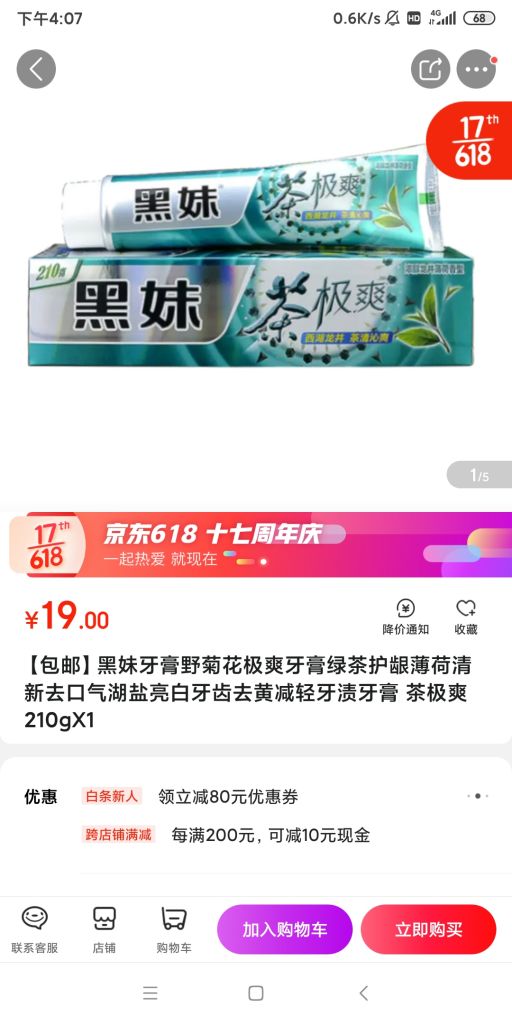 下午4:07
0.6K/s HD 4G 68
17th
618
黑妹 茶极爽
西湖龙井 茶清沁爽
210克
黑妹 茶极爽
西湖龙井 茶清沁爽
1/5
17th
618
京东618 十七周年庆
一起热爱 就现在
¥19.00
降价通知 收藏
【包邮】黑妹牙膏野菊花极爽牙膏绿茶护龈薄荷清
新去口气湖盐亮白牙齿去黄减轻牙渍牙膏 茶极爽
210gX1
优惠 白条新人 领立减80元优惠券
跨店铺满减 每满200元，可减10元现金
联系客服 店铺 购物车 加入购物车 立即购买